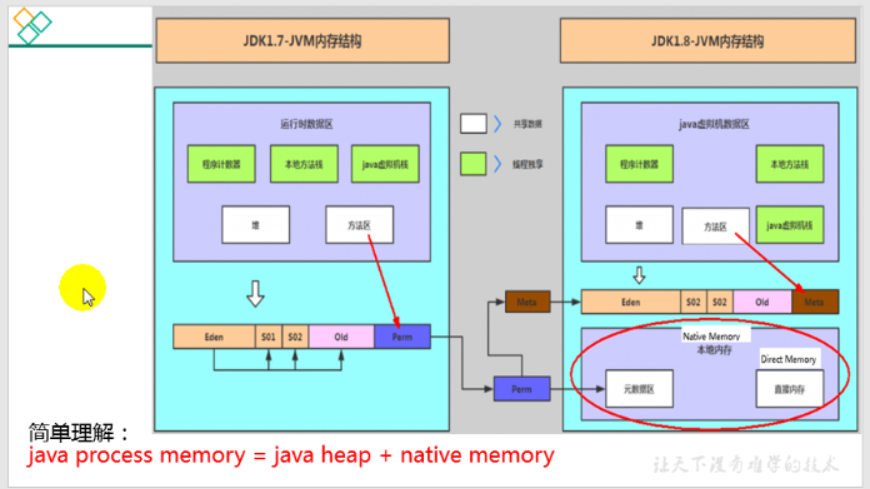 JDK1.7-JVM内存结构
JDK1.8-JVM内存结构
运行时数据区
程序计数器
本地方法栈
java虚拟机栈
堆
方法区
共享数据
线程独享
java虚拟机数据区
程序计数器
本地方法栈
堆
方法区
java虚拟机栈
Eden
S01
S02
Old
Perm
Meta
Perm
Eden
S02
S02
Old
Meta
Native Memory
本地内存
Direct Memory
元数据区
直接内存
简单理解：
java process memory = java heap + native memory
让天下没有难学的技术